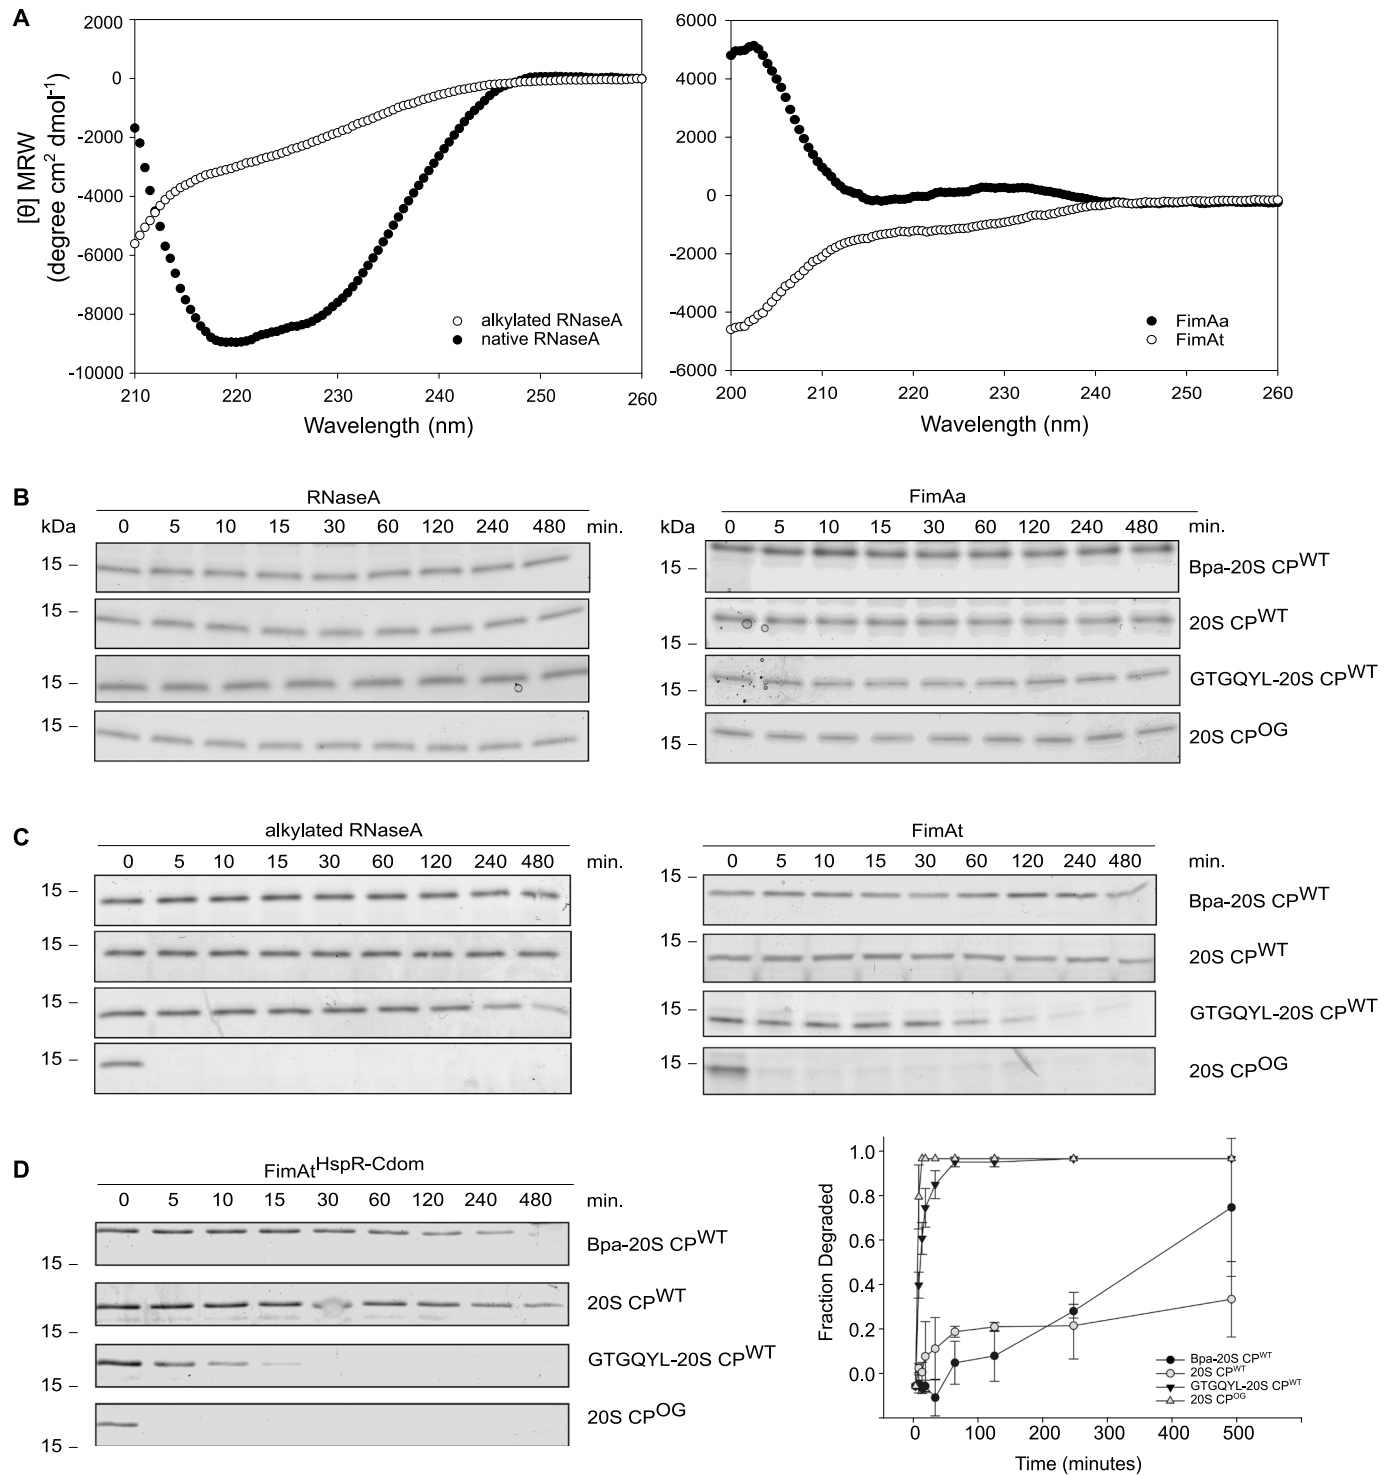 A
2000
0
-2000
-4000
-6000
-8000
-10000
[θ] MRW
(degree cm² dmol⁻¹)
210 220 230 240 250 260
Wavelength (nm)
alkylated RNaseA
native RNaseA
6000
4000
2000
0
-2000
-4000
-6000
200 210 220 230 240 250 260
Wavelength (nm)
FimAa
FimAt
B
RNaseA
kDa 0 5 10 15 30 60 120 240 480 min.
15 –
15 –
15 –
15 –
FimAa
kDa 0 5 10 15 30 60 120 240 480 min.
15 – Bpa-20S CPᵂᵀ
15 – 20S CPᵂᵀ
15 – GTGQYL-20S CPᵂᵀ
15 – 20S CPᴼᴳ
C
alkylated RNaseA
0 5 10 15 30 60 120 240 480 min.
15 –
15 –
15 –
15 –
FimAt
0 5 10 15 30 60 120 240 480 min.
15 – Bpa-20S CPᵂᵀ
15 – 20S CPᵂᵀ
15 – GTGQYL-20S CPᵂᵀ
15 – 20S CPᴼᴳ
D
FimAtHspR-Cdom
0 5 10 15 30 60 120 240 480 min.
15 – Bpa-20S CPᵂᵀ
15 – 20S CPᵂᵀ
15 – GTGQYL-20S CPᵂᵀ
15 – 20S CPᴼᴳ
Fraction Degraded
1.0
0.8
0.6
0.4
0.2
0.0
0 100 200 300 400 500
Time (minutes)
Bpa-20S CPᵂᵀ
20S CPᵂᵀ
GTGQYL-20S CPᵂᵀ
20S CPᴼᴳ